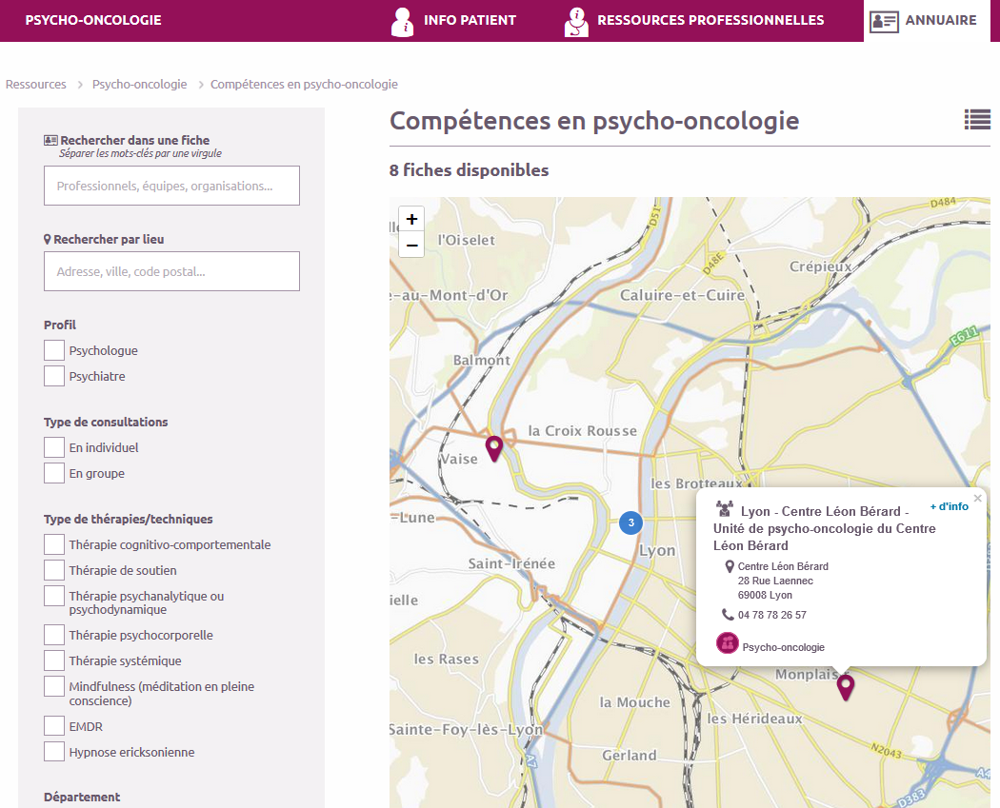 PSYCHO-ONCOLOGIE
INFO PATIENT
RESSOURCES PROFESSIONNELLES
ANNUAIRE
Ressources > Psycho-oncologie > Compétences en psycho-oncologie
Rechercher dans une fiche
Séparer les mots-clés par une virgule
Professionnels, équipes, organisations...
Rechercher par lieu
Adresse, ville, code postal...
Profil
Psychologue
Psychiatre
Type de consultations
En individuel
En groupe
Type de thérapies/techniques
Thérapie cognitivo-comportementale
Thérapie de soutien
Thérapie psychanalytique ou
psychodynamique
Thérapie psychocorporelle
Thérapie systémique
Mindfulness (méditation en pleine
conscience)
EMDR
Hypnose ericksonienne
Département
Compétences en psycho-oncologie
8 fiches disponibles
+
−
l'Oiselet
D51
D484
D48E
Crépieux
-au-Mont-d'Or
Caluire-et-Cuire
E611
Balmont
la Croix Rousse
Vaise
les Brotteaux
-Lune
3
Lyon
Saint-Irénée
ielle
les Rases
Monplais
la Mouche
les Hérideaux
Sainte-Foy-lès-Lyon
Gerland
N2043
A7
D383
A4
Lyon - Centre Léon Bérard -
Unité de psycho-oncologie du Centre
Léon Bérard
+ d'info
×
Centre Léon Bérard
28 Rue Laennec
69008 Lyon
04 78 78 26 57
Psycho-oncologie